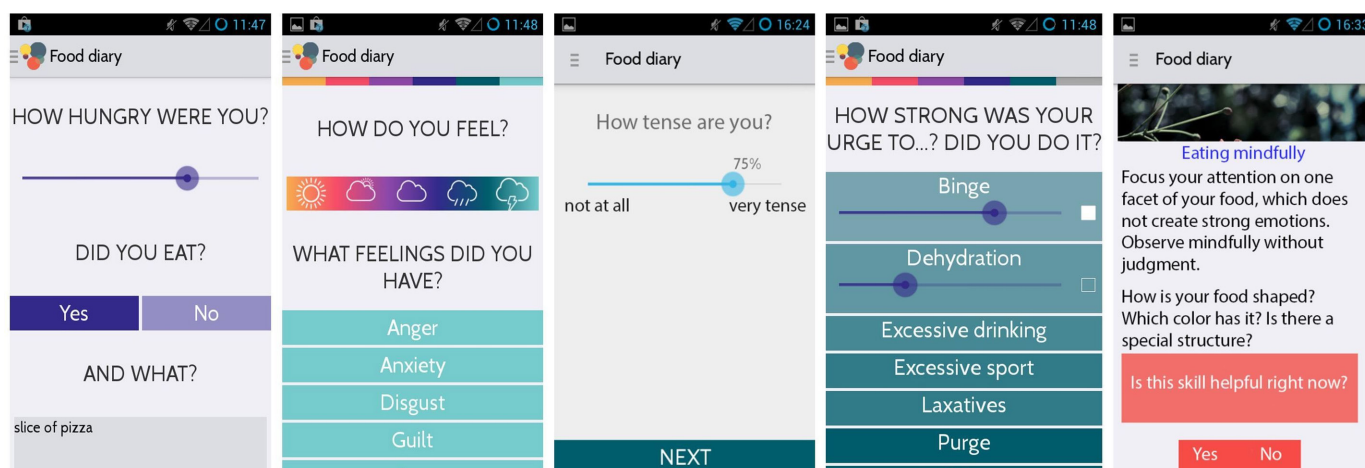 11:47
Food diary
HOW HUNGRY WERE YOU?
DID YOU EAT?
Yes No
AND WHAT?
slice of pizza
11:48
Food diary
HOW DO YOU FEEL?
WHAT FEELINGS DID YOU
HAVE?
Anger
Anxiety
Disgust
Guilt
16:24
Food diary
How tense are you?
75%
not at all very tense
NEXT
11:48
Food diary
HOW STRONG WAS YOUR
URGE TO...? DID YOU DO IT?
Binge
Dehydration
Excessive drinking
Excessive sport
Laxatives
Purge
16:33
Food diary
Eating mindfully
Focus your attention on one
facet of your food, which does
not create strong emotions.
Observe mindfully without
judgment.
How is your food shaped?
Which color has it? Is there a
special structure?
Is this skill helpful right now?
Yes No